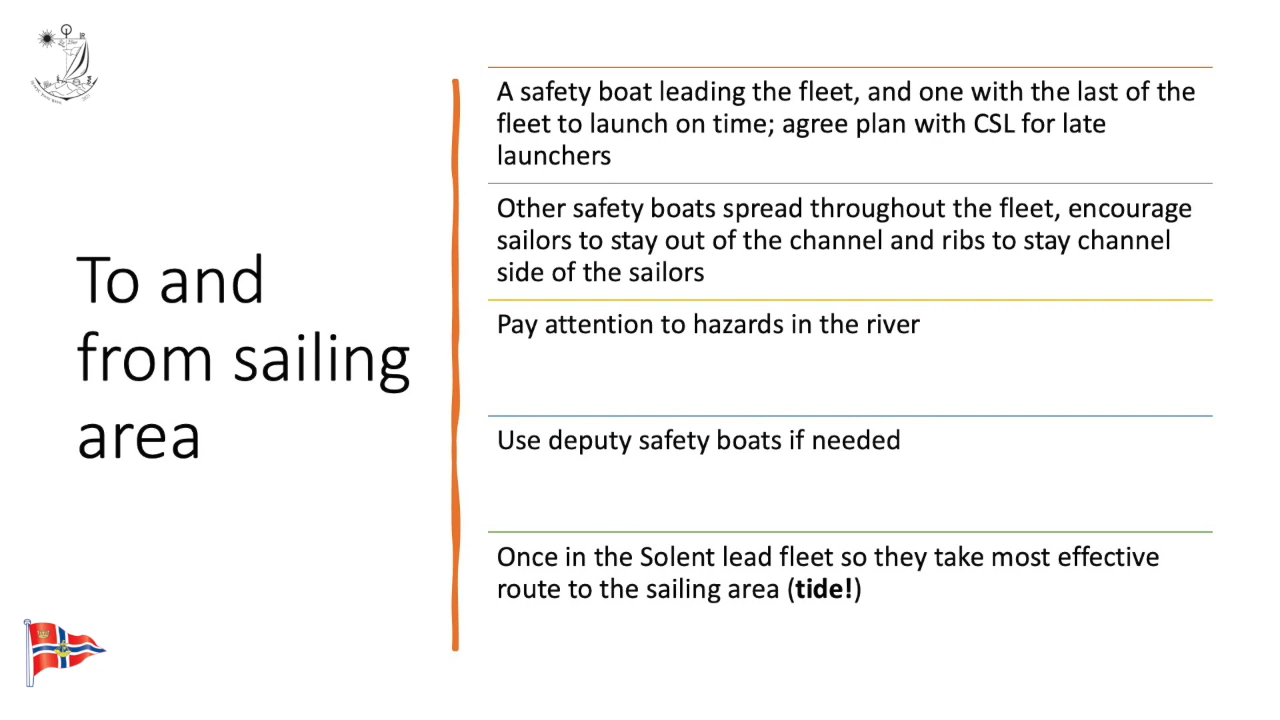 To and
from sailing
area
A safety boat leading the fleet, and one with the last of the
fleet to launch on time; agree plan with CSL for late
launchers
Other safety boats spread throughout the fleet, encourage
sailors to stay out of the channel and ribs to stay channel
side of the sailors
Pay attention to hazards in the river
Use deputy safety boats if needed
Once in the Solent lead fleet so they take most effective
route to the sailing area (tide!)